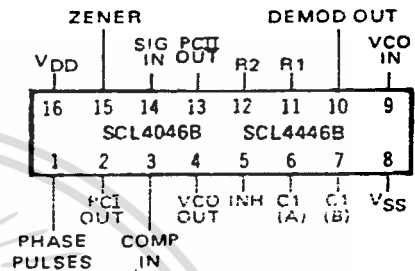 ZENER DEMOD OUT
SIG PCII VCO
VDD IN OUT R2 R1 IN
16 15 14 13 12 11 10 9
SCL4046B SCL4446B
1 2 3 4 5 6 7 8
PCI VCO INH C1 C1 VSS
OUT OUT (A) (B)
PHASE COMP
PULSES IN